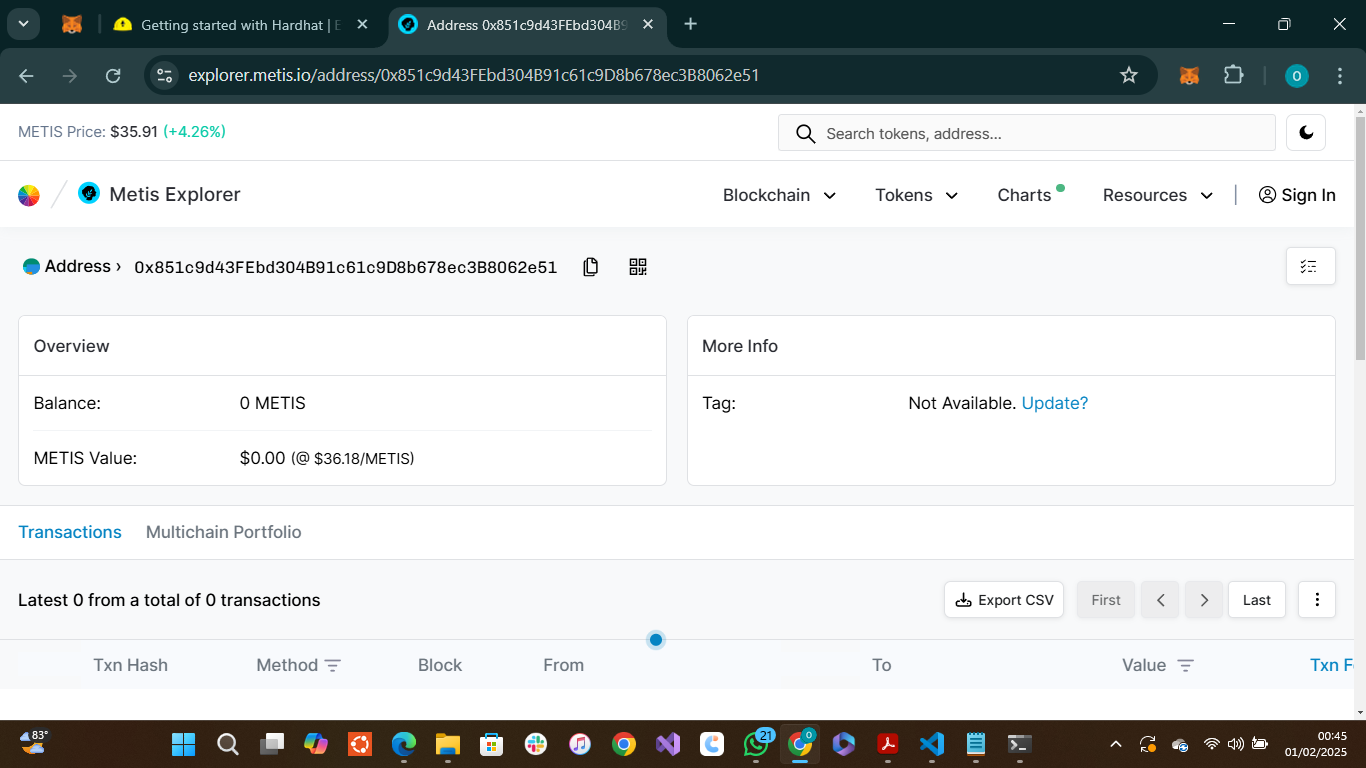 Getting started with Hardhat | E
Address 0x851c9d43FEbd304B9
explorer.metis.io/address/0x851c9d43FEbd304B91c61c9D8b678ec3B8062e51
O
METIS Price: $35.91 (+4.26%)
Search tokens, address...
Metis Explorer
Blockchain
Tokens
Charts
Resources
Sign In
Address › 0x851c9d43FEbd304B91c61c9D8b678ec3B8062e51
Overview
Balance:
0 METIS
METIS Value:
$0.00 (@ $36.18/METIS)
More Info
Tag:
Not Available. Update?
Transactions
Multichain Portfolio
Latest 0 from a total of 0 transactions
Export CSV
First
Last
Txn Hash
Method
Block
From
To
Value
Txn F
83°
21
00:45
01/02/2025